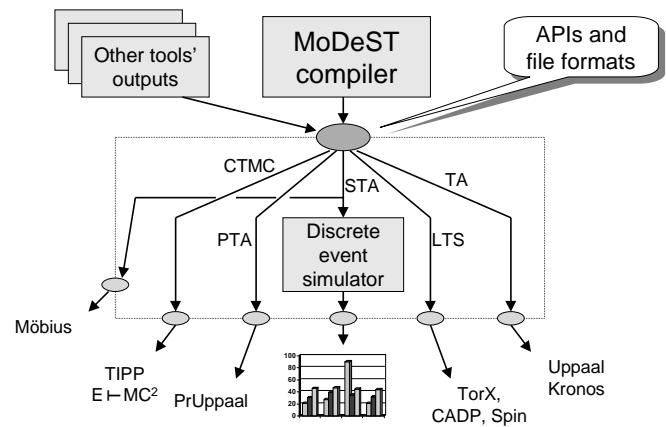 Other tools'
outputs
MoDeST
compiler
APIs and
file formats
CTMC
STA
TA
PTA
Discrete
event
simulator
LTS
Möbius
TIPP
E⊢MC²
PrUppaal
100
80
60
40
20
0
TorX,
CADP, Spin
Uppaal
Kronos